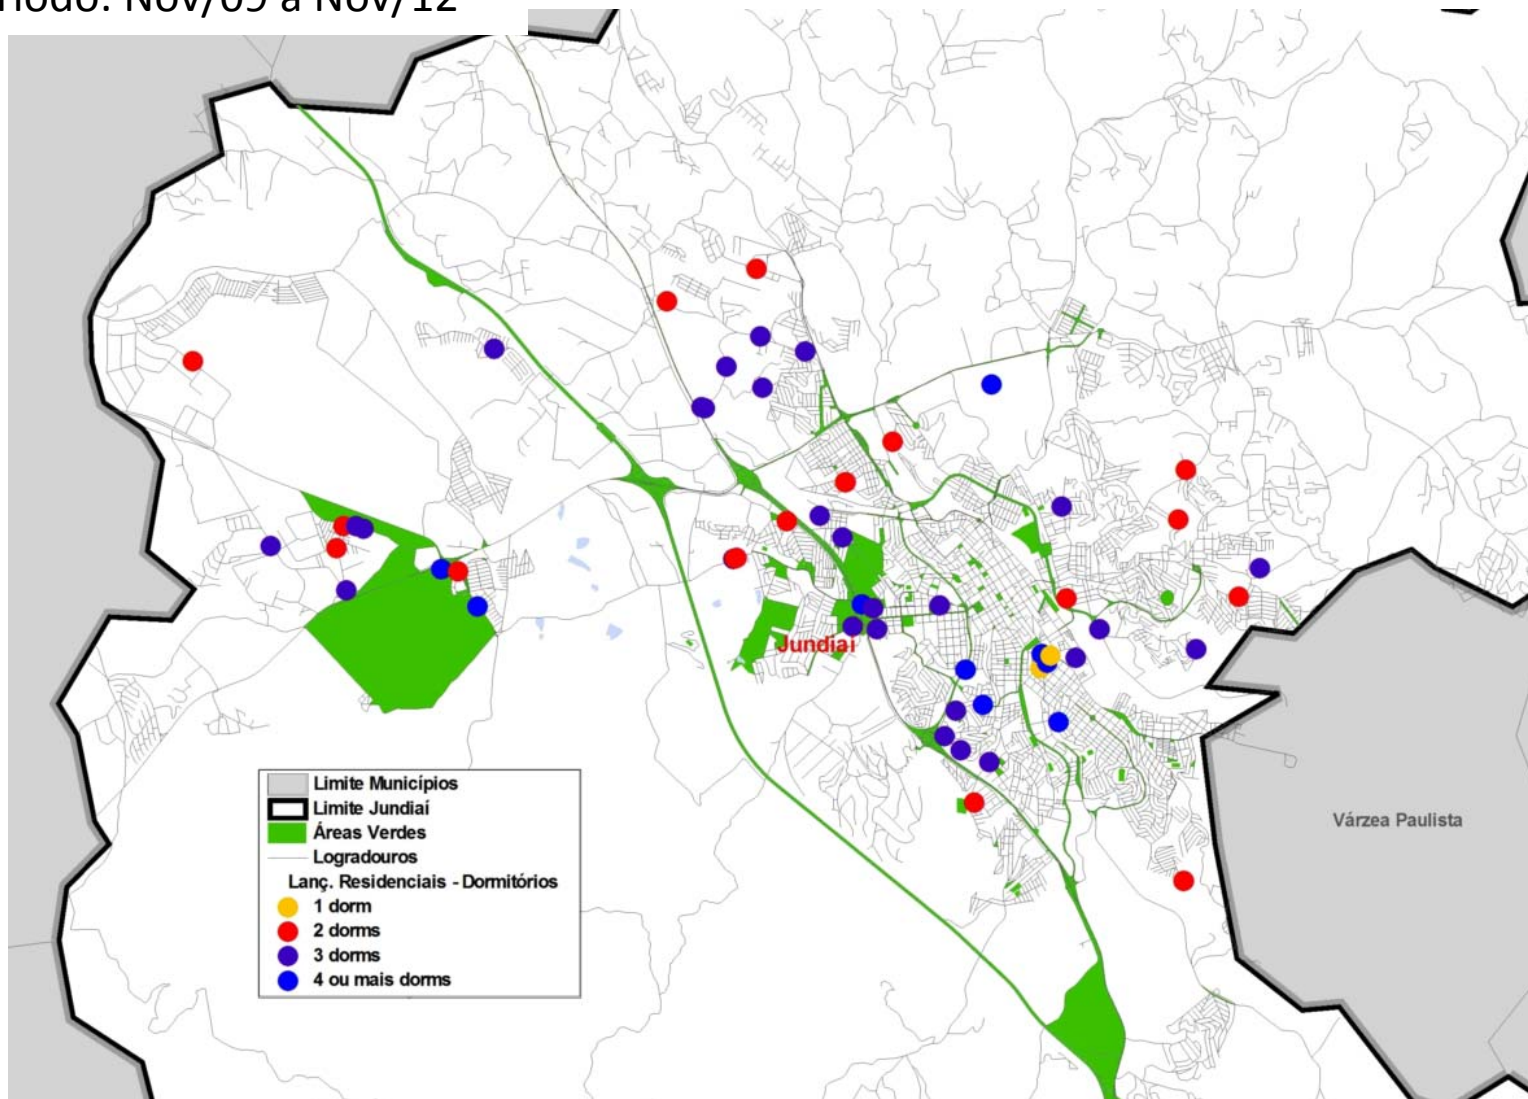 ríodo: Nov/09 a Nov/12
Jundiaí
Limite Municípios
Limite Jundiaí
Áreas Verdes
Logradouros
Lanç. Residenciais - Dormitórios
1 dorm
2 dorms
3 dorms
4 ou mais dorms
Várzea Paulista